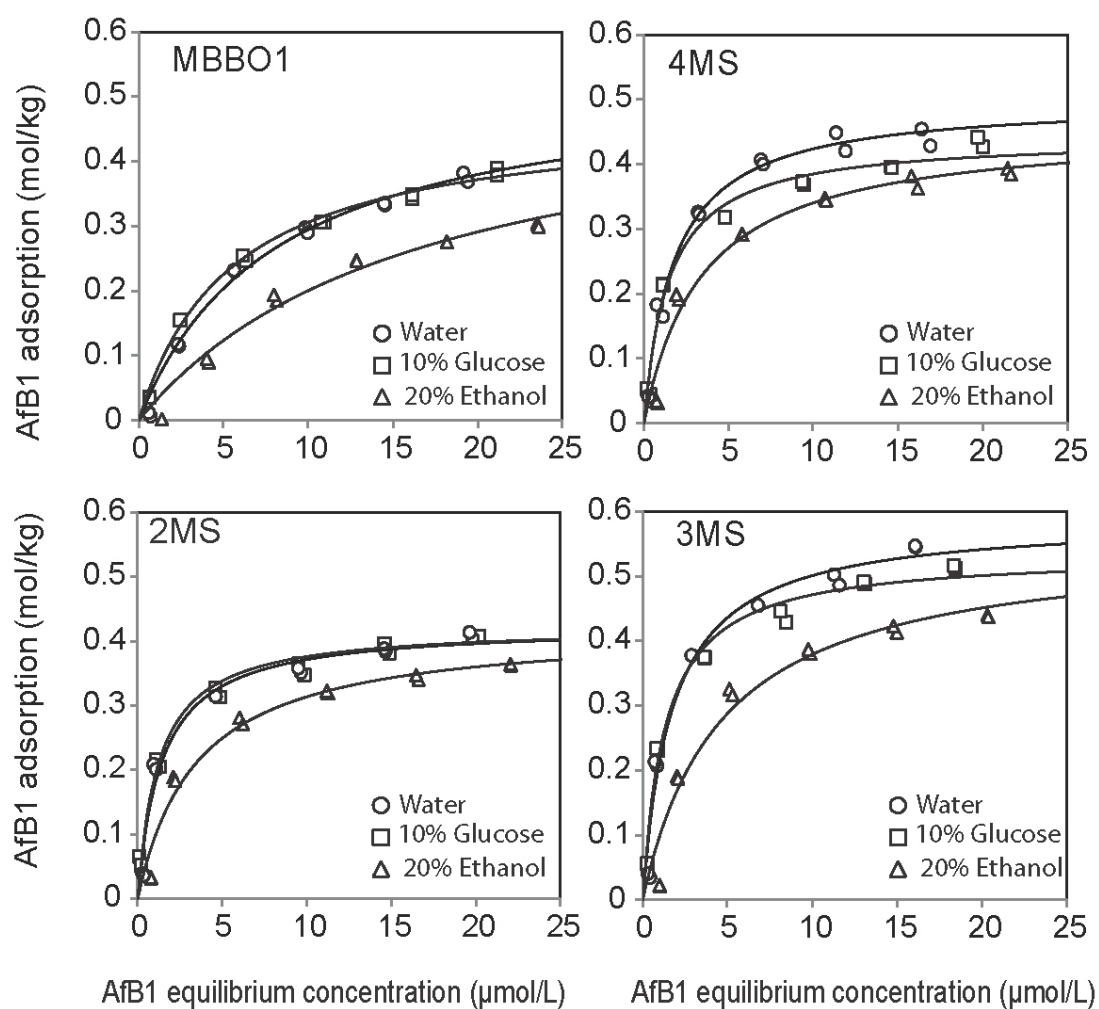 MBBO1
AfB1 adsorption (mol/kg)
0.6
0.5
0.4
0.3
0.2
0.1
0
0 5 10 15 20 25
Water
10% Glucose
20% Ethanol
4MS
0.6
0.5
0.4
0.3
0.2
0.1
0
0 5 10 15 20 25
Water
10% Glucose
20% Ethanol
2MS
AfB1 adsorption (mol/kg)
0.6
0.5
0.4
0.3
0.2
0.1
0
0 5 10 15 20 25
Water
10% Glucose
20% Ethanol
AfB1 equilibrium concentration (µmol/L)
3MS
0.6
0.5
0.4
0.3
0.2
0.1
0
0 5 10 15 20 25
Water
10% Glucose
20% Ethanol
AfB1 equilibrium concentration (µmol/L)